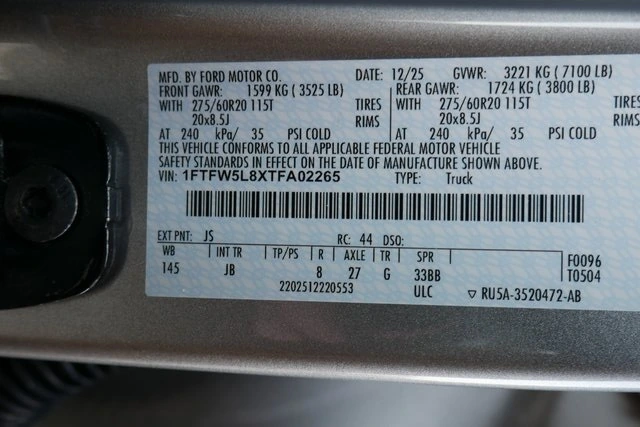 MFD. BY FORD MOTOR CO. DATE: 12/25 GVWR: 3221 KG ( 7100 LB)
FRONT GAWR: 1599 KG ( 3525 LB) REAR GAWR: 1724 KG ( 3800 LB)
WITH 275/60R20 115T TIRES WITH 275/60R20 115T TIRES
20x8.5J RIMS 20x8.5J RIMS
AT 240 kPa/ 35 PSI COLD AT 240 kPa/ 35 PSI COLD
THIS VEHICLE CONFORMS TO ALL APPLICABLE FEDERAL MOTOR VEHICLE
SAFETY STANDARDS IN EFFECT ON THE DATE OF MANUFACTURE SHOWN ABOVE.
VIN: 1FTFW5L8XTFA02265 TYPE: Truck
EXT PNT: JS RC: 44 DSO:
WB INT TR TP/PS R AXLE TR SPR F0096
145 JB 8 27 G 33BB T0504
2202512220553 ULC ▽ RU5A-3520472-AB